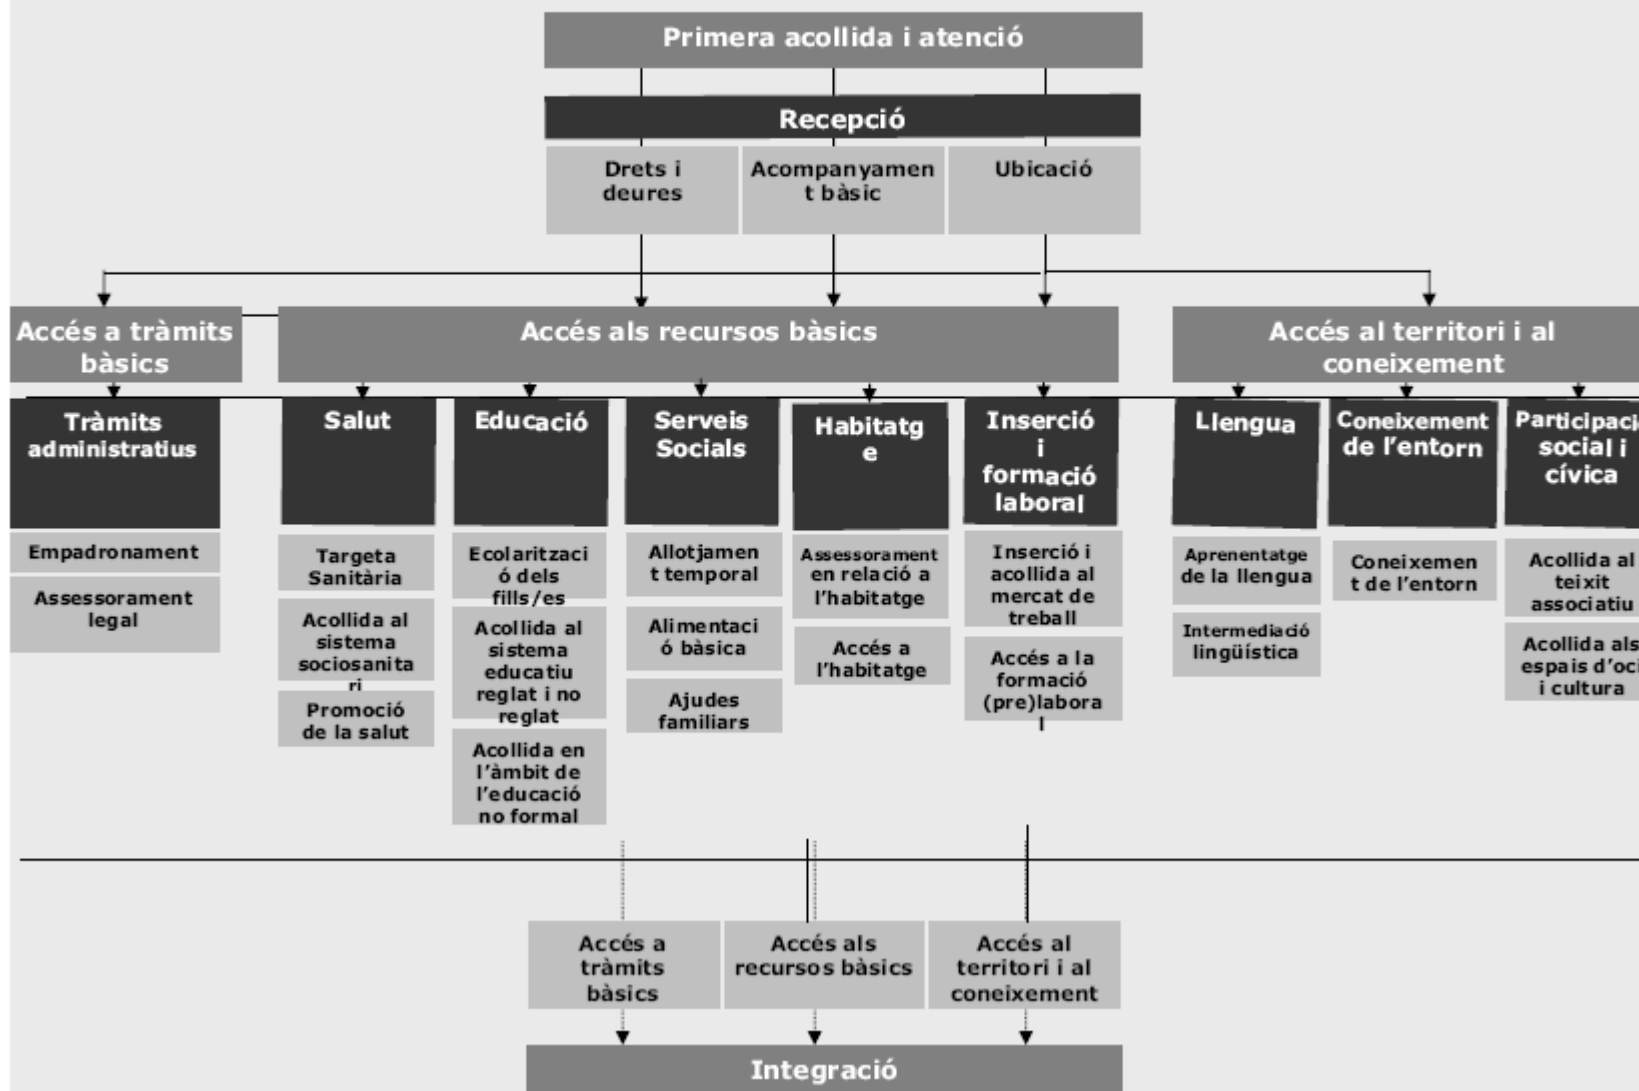 Primera acollida i atenció
Recepció
Drets i
deures
Acompanyamen
t bàsic
Ubicació
Accés a tràmits
bàsics
Accés als recursos bàsics
Accés al territori i al
coneixement
Tràmits
administratius
Salut
Educació
Serveis
Socials
Habitatg
e
Inserció
i
formació
laboral
Llengua
Coneixement
de l'entorn
Participació
social i
cívica
Empadronament
Assessorament
legal
Targeta
Sanitària
Acollida al
sistema
sociosanita
ri
Promoció
de la salut
Ecolaritzaci
ó dels
fills/es
Acollida al
sistema
educatiu
reglat i no
reglat
Acollida en
l'àmbit de
l'educació
no formal
Allotjamen
t temporal
Alimentaci
ó bàsica
Ajudes
familiars
Assessorament
en relació a
l'habitatge
Accés a
l'habitatge
Inserció i
acollida al
mercat de
treball
Accés a la
formació
(pre)labora
l
Aprenentatge
de la llengua
Intermediació
lingüística
Coneixemen
t de l'entorn
Acollida al
teixit
associatiu
Acollida als
espais d'oci
i cultura
Accés a
tràmits
bàsics
Accés als
recursos bàsics
Accés al
territori i al
coneixement
Integració